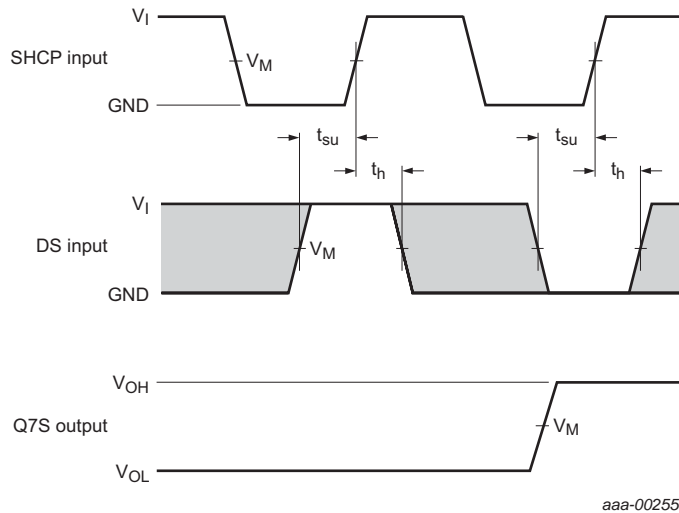 V_I
SHCP input
V_M
GND
t_su
t_su
t_h
t_h
V_I
DS input
V_M
GND
V_OH
Q7S output
V_M
V_OL
aaa-00255